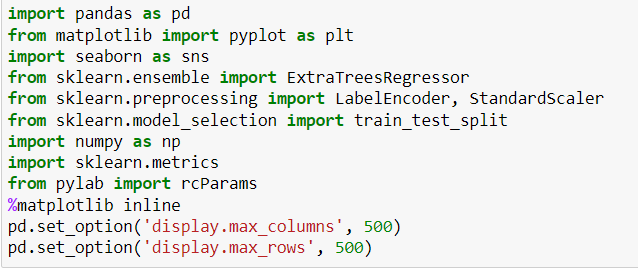 import pandas as pd
from matplotlib import pyplot as plt
import seaborn as sns
from sklearn.ensemble import ExtraTreesRegressor
from sklearn.preprocessing import LabelEncoder, StandardScaler
from sklearn.model_selection import train_test_split
import numpy as np
import sklearn.metrics
from pylab import rcParams
%matplotlib inline
pd.set_option('display.max_columns', 500)
pd.set_option('display.max_rows', 500)